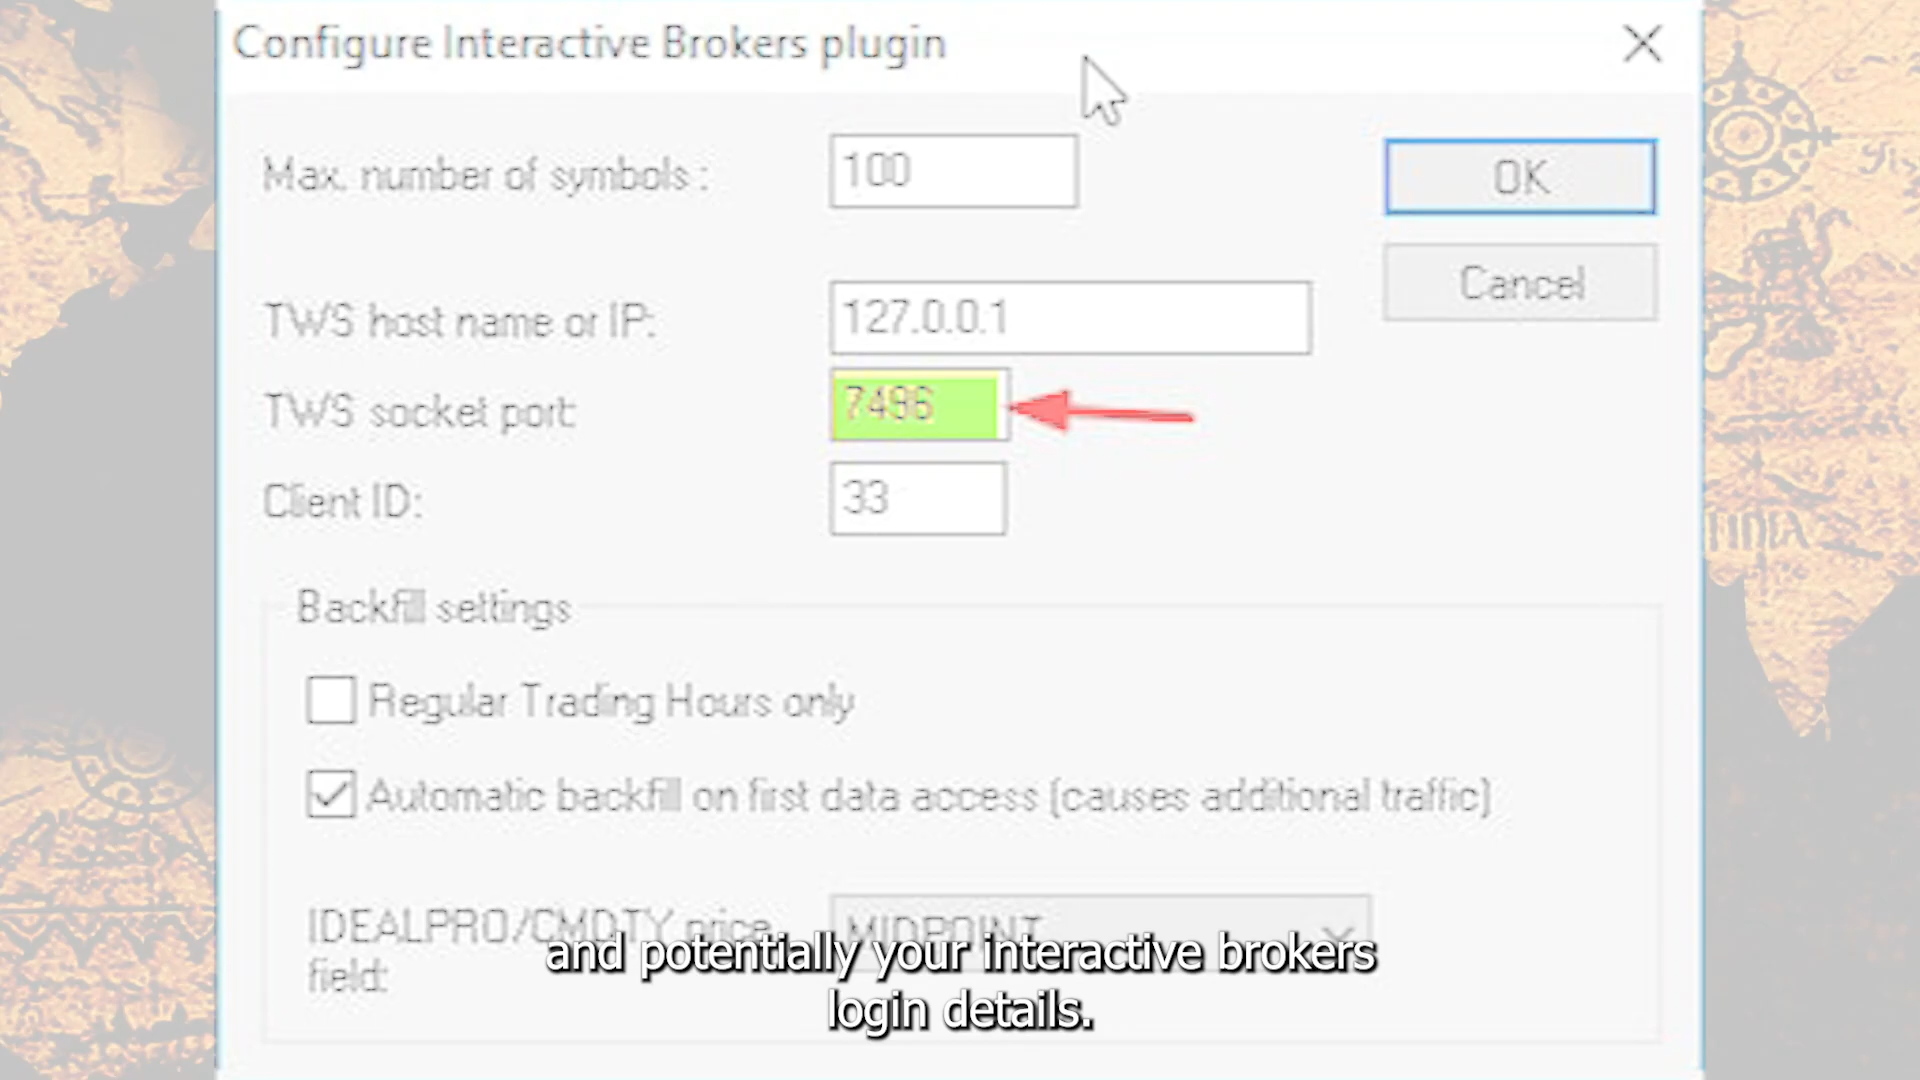 Configure Interactive Brokers plugin
Max. number of symbols : 100
OK
Cancel
TWS host name or IP: 127.0.0.1
TWS socket port: 7496
Client ID: 33
Backfill settings
Regular Trading Hours only
Automatic backfill on first data access (causes additional traffic)
IDEALPRO/CMDTY price MIDPOINT
field:
and potentially your interactive brokers
login details.